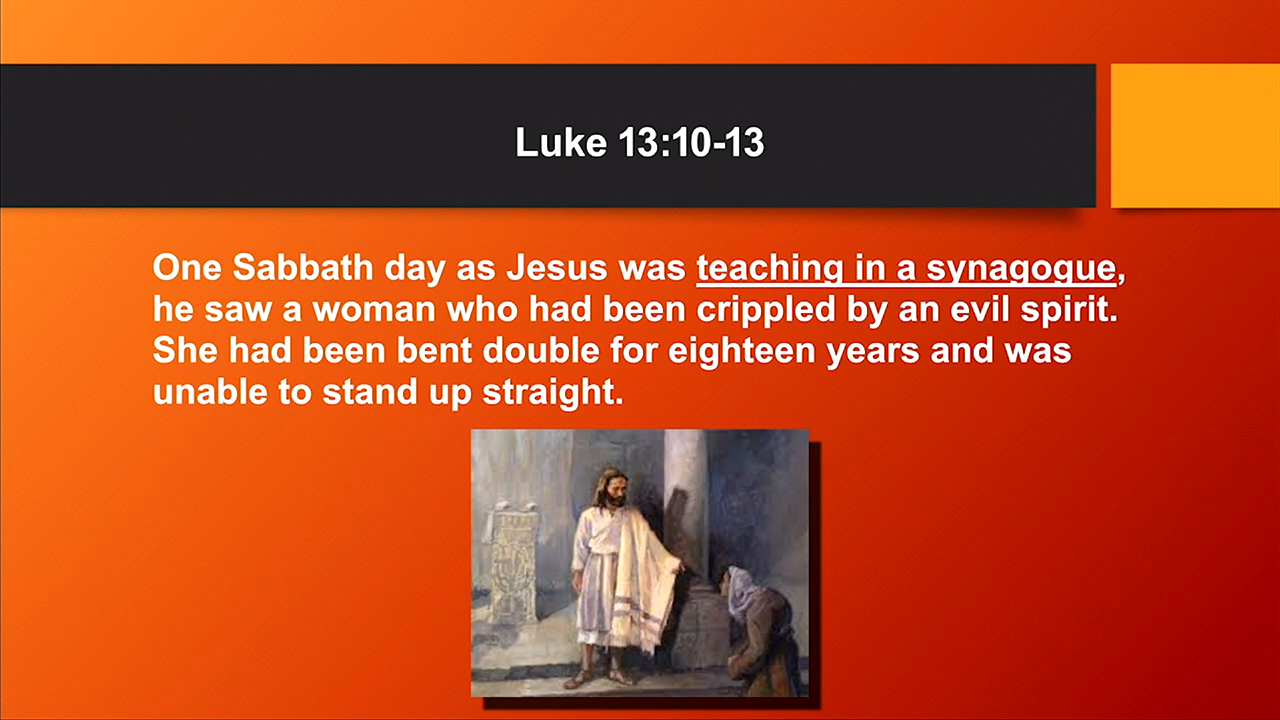 Luke 13:10-13
One Sabbath day as Jesus was teaching in a synagogue,
he saw a woman who had been crippled by an evil spirit.
She had been bent double for eighteen years and was
unable to stand up straight.